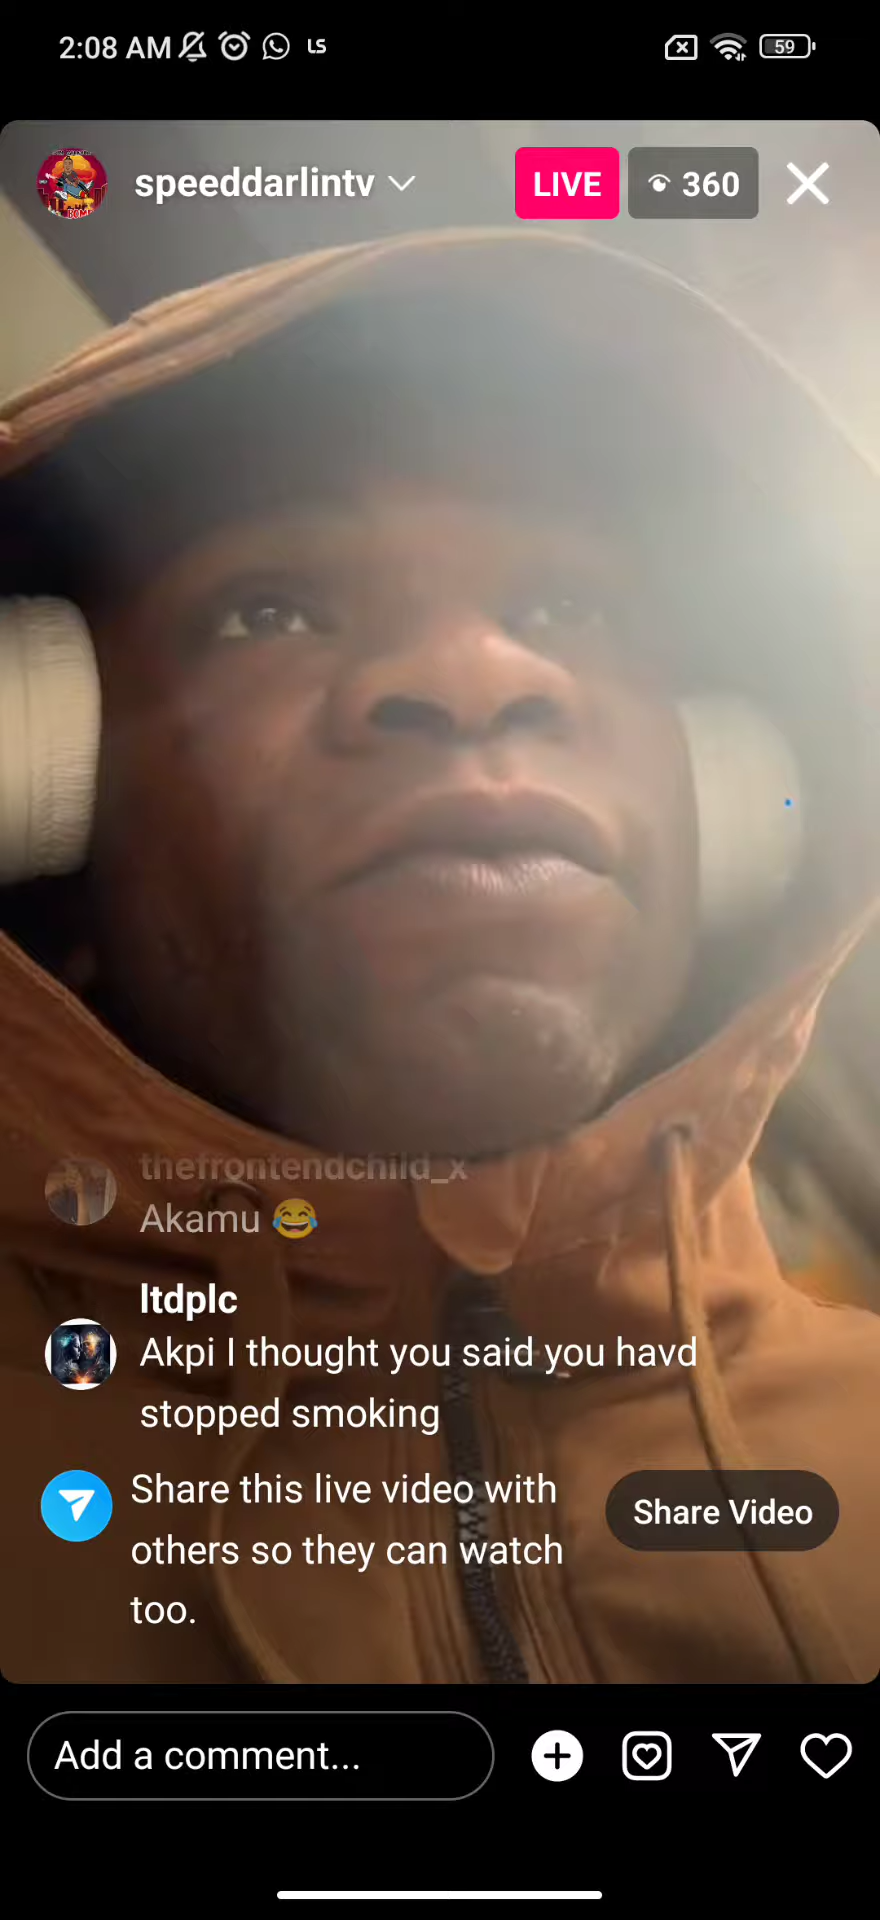 2:08 AM LS 59
speeddarlintv LIVE 360
thefrontendchild_x
Akamu 😂
ltdplc
Akpi I thought you said you havd
stopped smoking
Share this live video with
others so they can watch
too.
Share Video
Add a comment...